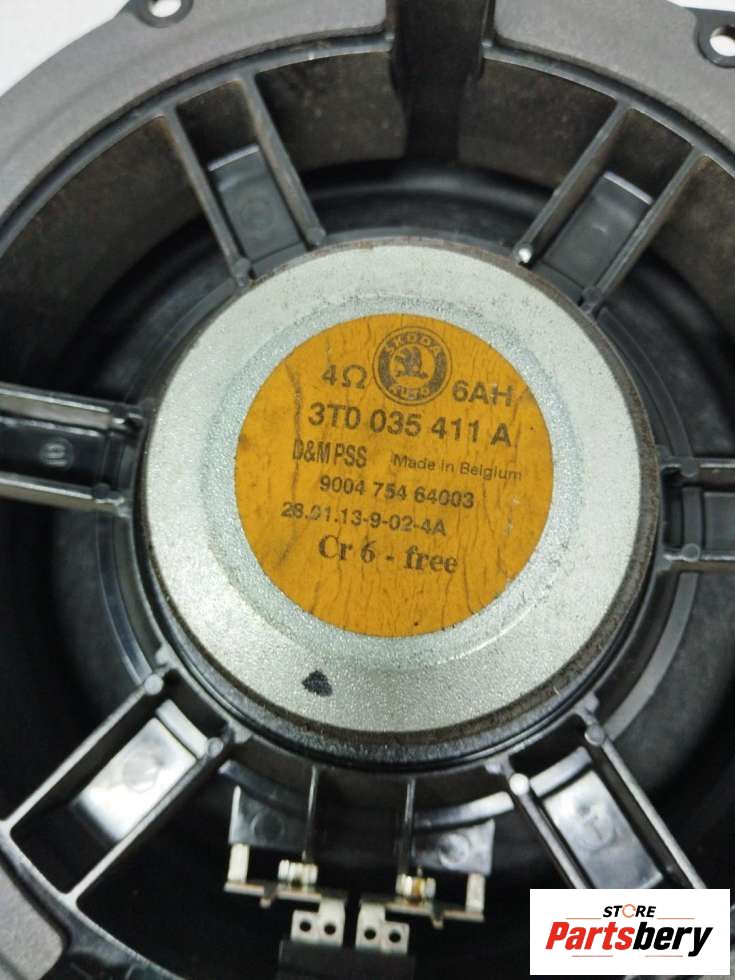 ŠKODA
4Ω
6AH
3T0 035 411 A
D&M PSS Made in Belgium
9004 754 64003
28.01.13-9-02-4A
Cr 6 - free
STORE
Partsbery